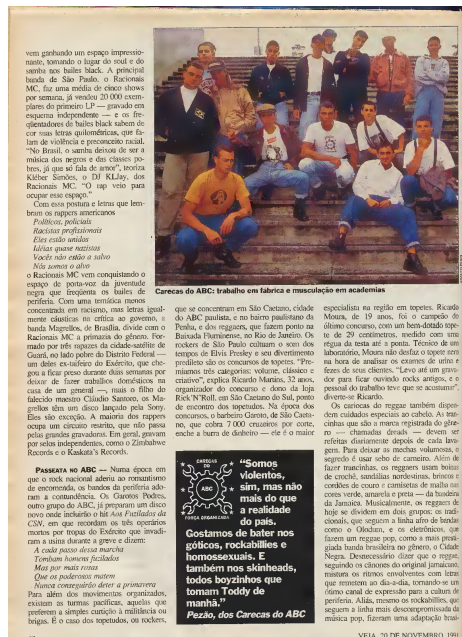 vem ganhando um espaço impressio-
nante, tomando o lugar do soul e do
samba nos bailes black. A principal
banda de São Paulo, o Racionais
MC, faz uma média de cinco shows
por semana, já vendeu 20 000 exem-
plares do primeiro LP — gravado em
esquema independente — e os fre-
qüentadores de bailes black sabem de
cor suas letras quilométricas, que fa-
lam de violência e preconceito racial.
"No Brasil, o samba deixou de ser a
música dos negros e das classes po-
bres, já que só fala de amor", teoriza
Kléber Simões, o DJ KLJay, dos
Racionais MC. "O rap veio para
ocupar esse espaço."
Com essa postura e letras que lem-
bram os rappers americanos
Políticos, policiais
Racistas profissionais
Eles estão unidos
Idéias quase nazistas
Vocês não estão a salvo
Nós somos o alvo
o Racionais MC vem conquistando o
espaço de porta-voz da juventude
negra que freqüenta os bailes de
periferia. Com uma temática menos
concentrada em racismo, mas letras igual-
mente cáusticas na crítica ao governo, a
banda Magrellos, de Brasília, divide com o
Racionais MC a primazia do gênero. For-
mado por três rapazes da cidade-satélite de
Guará, no lado pobre do Distrito Federal —
um deles ex-taifeiro do Exército, que che-
gou a ficar preso durante duas semanas por
deixar de fazer trabalhos domésticos na
casa de um general —, mais o filho do
falecido maestro Cláudio Santoro, os Ma-
grellos têm um disco lançado pela Sony.
Eles são exceção. A maioria dos rappers
ocupa um circuito restrito, que não passa
pelas grandes gravadoras. Em geral, gravam
por selos independentes, como o Zimbabwe
Records e o Kaskata's Records.
PASSEATA NO ABC — Numa época em
que o rock nacional aderiu ao romantismo
de encomenda, os bandos da periferia ado-
ram a contundência. Os Garotos Podres,
outro grupo do ABC, já preparam um disco
novo onde incluirão o hit Aos Fuzilados da
CSN, em que recordam os três operários
mortos por tropas do Exército que invadi-
ram a usina durante a greve e dizem:
A cada passo dessa marcha
Tombam homens fuzilados
Mas por mais rosas
Que os poderosos matem
Nunca conseguirão deter a primavera
Para além dos movimentos organizados,
existem as turmas pacíficas, aquelas que
preferem a simples curtição à militância ou
brigas. É o caso dos topetudos, ou rockers,
Carecas do ABC: trabalho em fábrica e musculação em academias
que se concentram em São Caetano, cidade
do ABC paulista, e no bairro paulistano da
Penha, e dos reggaers, que fazem ponto na
Baixada Fluminense, no Rio de Janeiro. Os
rockers de São Paulo cultuam o som dos
tempos de Elvis Presley e seu divertimento
predileto são os concursos de topetes. "Pre-
miamos três categorias: volume, clássico e
criativo", explica Ricardo Martins, 32 anos,
organizador do concurso e dono da loja
Rick'N'Roll, em São Caetano do Sul, ponto
de encontro dos topetudos. Na época dos
concursos, o barbeiro Garoto, de São Caeta-
no, que cobra 7 000 cruzeiros por corte,
enche a burra de dinheiro — ele é o maior
CARECAS
DO
ABC
FORÇA ORGANIZADA
"Somos
violentos,
sim, mas não
mais do que
a realidade
do país.
Gostamos de bater nos
góticos, rockabillies e
homossexuais. E
também nos skinheads,
todos boyzinhos que
tomam Toddy de
manhã."
Pezão, dos Carecas do ABC
especialista na região em topetes. Ricardo
Moura, de 19 anos, foi o campeão do
último concurso, com um bem-dotado tope-
te de 29 centímetros, medido com uma
régua da testa até a ponta. Técnico de um
laboratório, Moura não desfaz o topete nem
na hora de analisar os exames de urina e
fezes de seus clientes. "Levo até um grava-
dor para ficar ouvindo rocks antigos, e o
pessoal do trabalho teve que se acostumar",
diverte-se Ricardo.
Os cariocas do reggae também dispen-
dem cuidados especiais ao cabelo. As tran-
cinhas que são a marca registrada do gêne-
ro — chamadas dreads — devem ser
refeitas diariamente depois de cada lava-
gem. Para deixar as mechas volumosas, o
segredo é usar sebo de carneiro. Além de
fazer trancinhas, os reggaers usam boinas
de crochê, sandálias nordestinas, brincos e
cordões de couro e camisetas de malha nas
cores verde, amarela e preta — da bandeira
da Jamaica. Musicalmente, os reggaers de
hoje se dividem em dois grupos: os tradi-
cionais, que seguem a linha afro de bandas
como o Olodum, e os eletrônicos, que
fazem um reggae pop, como a mais presti-
giada banda brasileira no gênero, o Cidade
Negra. Desnecessário dizer que o reggae,
seguindo os cânones do original jamaicano,
mistura os ritmos envolventes com letras
que remetem ao dia-a-dia, tornando-se um
ótimo canal de expressão para a cultura de
periferia. Aliás, mesmo os rockabillies, que
seguem a linha mais descompromissada da
música pop, fizeram uma adaptação brasi-
VEJA, 20 DE NOVEMBRO, 1991